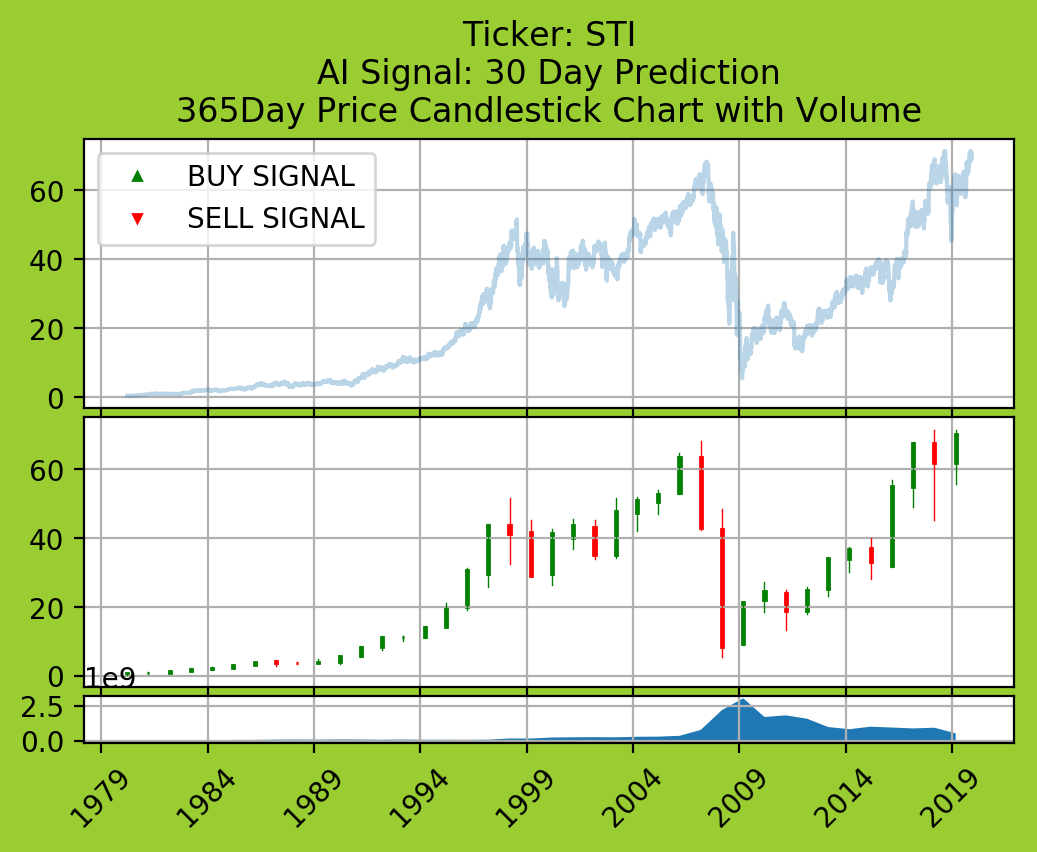 Ticker: STI
AI Signal: 30 Day Prediction
365Day Price Candlestick Chart with Volume
BUY SIGNAL
SELL SIGNAL
60
40
20
0
60
40
20
0
1e9
2.5
0.0
1979 1984 1989 1994 1999 2004 2009 2014 2019